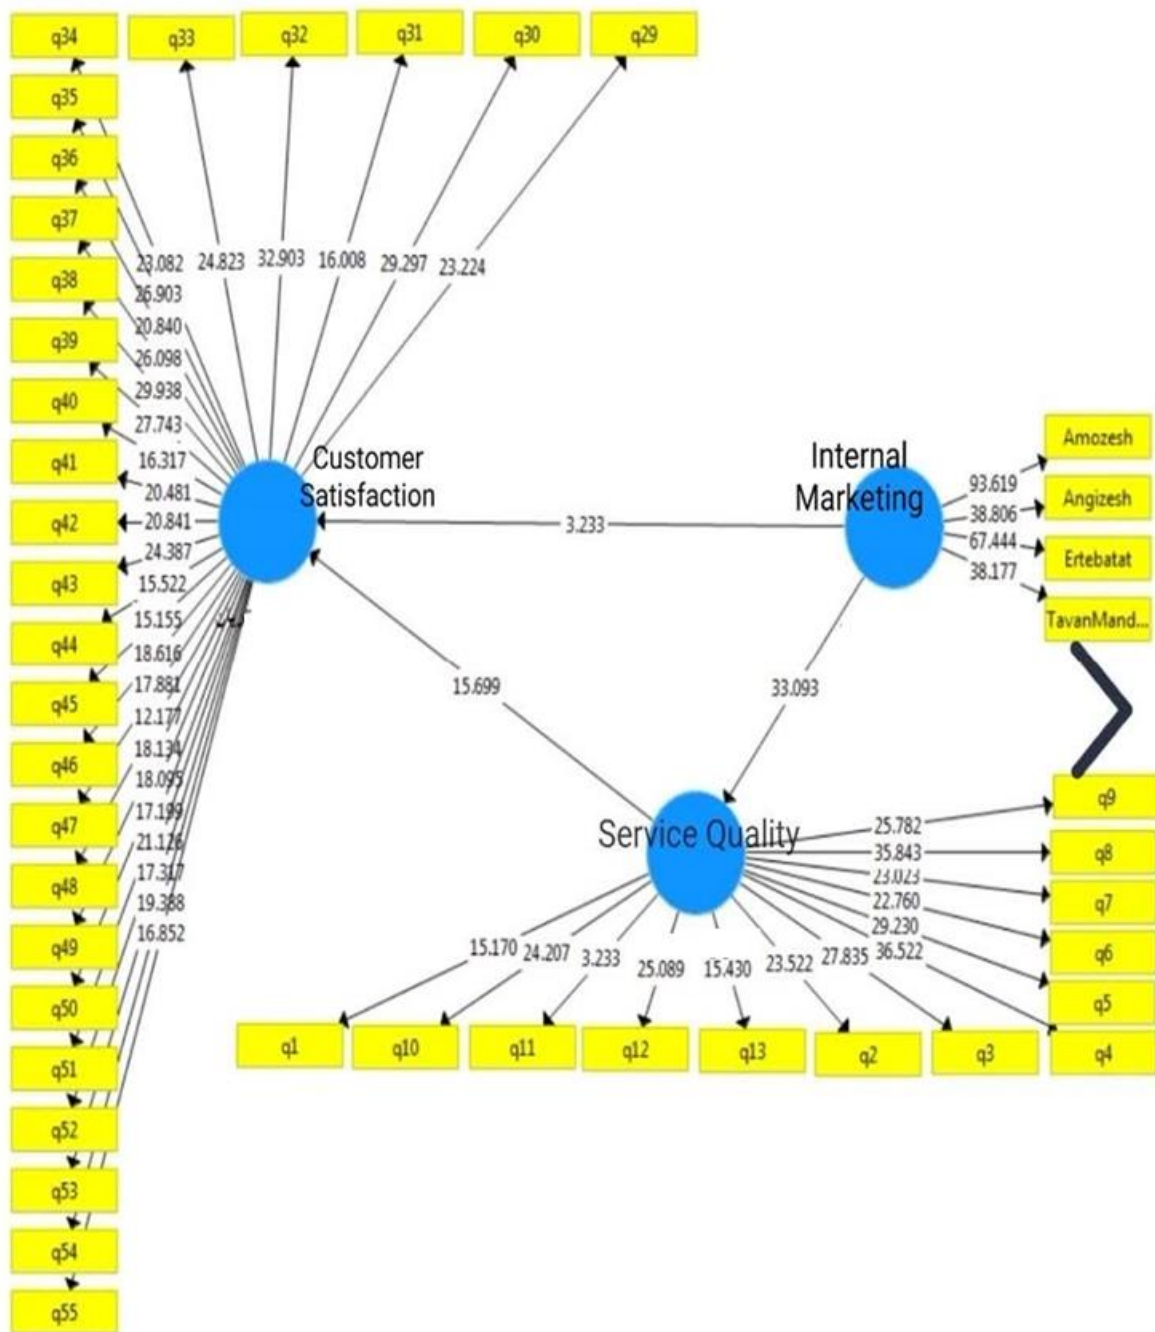 q34
q33
q32
q31
q30
q29
q35
q36
q37
q38
q39
q40
q41
q42
q43
q44
q45
q46
q47
q48
q49
q50
q51
q52
q53
q54
q55
23.082
24.823
32.903
16.008
29.297
23.224
26.903
20.840
26.098
29.938
27.743
16.317
20.481
20.841
24.387
15.522
15.155
18.616
17.881
12.177
18.134
18.095
17.199
21.126
17.317
19.388
16.852
Customer
Satisfaction
3.233
Internal
Marketing
93.619
38.806
67.444
38.177
Amozesh
Angizesh
Ertebatat
TavanMand...
15.699
33.093
Service Quality
25.782
35.843
23.023
22.760
29.230
36.522
27.835
23.522
15.430
25.089
3.233
24.207
15.170
q9
q8
q7
q6
q5
q1
q10
q11
q12
q13
q2
q3
q4